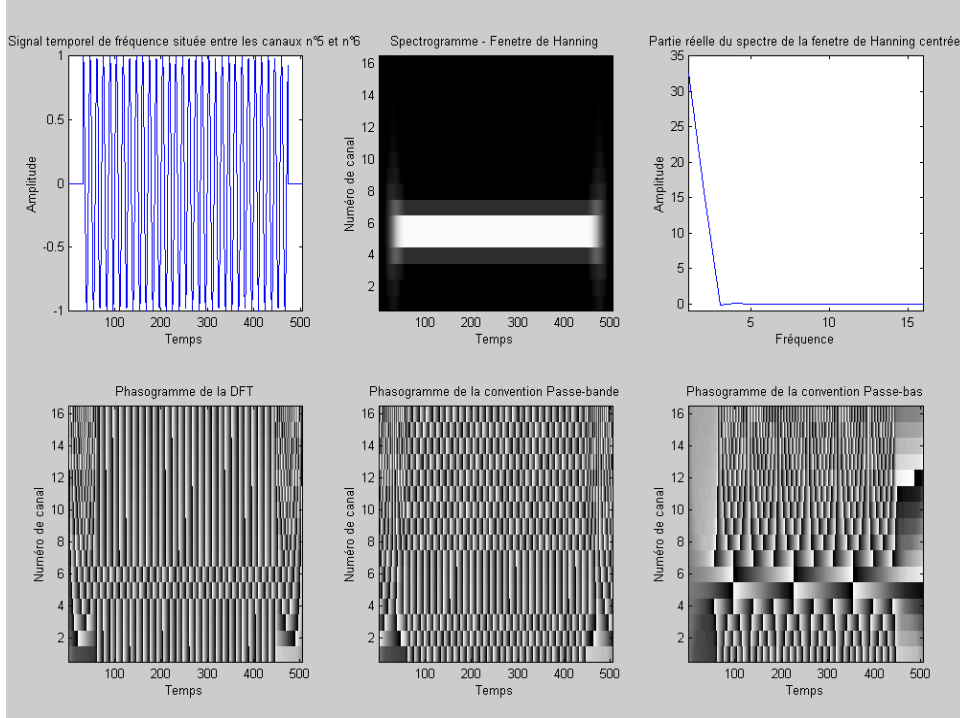 Signal temporel de fréquence située entre les canaux n°5 et n°6
1
0.5
0
-0.5
-1
Amplitude
100 200 300 400 500
Temps
Spectrogramme - Fenetre de Hanning
16
14
12
10
8
6
4
2
Numéro de canal
100 200 300 400 500
Temps
Partie réelle du spectre de la fenetre de Hanning centrée
35
30
25
20
15
10
5
0
Amplitude
5 10 15
Fréquence
Phasogramme de la DFT
16
14
12
10
8
6
4
2
Numéro de canal
100 200 300 400 500
Temps
Phasogramme de la convention Passe-bande
16
14
12
10
8
6
4
2
Numéro de canal
100 200 300 400 500
Temps
Phasogramme de la convention Passe-bas
16
14
12
10
8
6
4
2
Numéro de canal
100 200 300 400 500
Temps